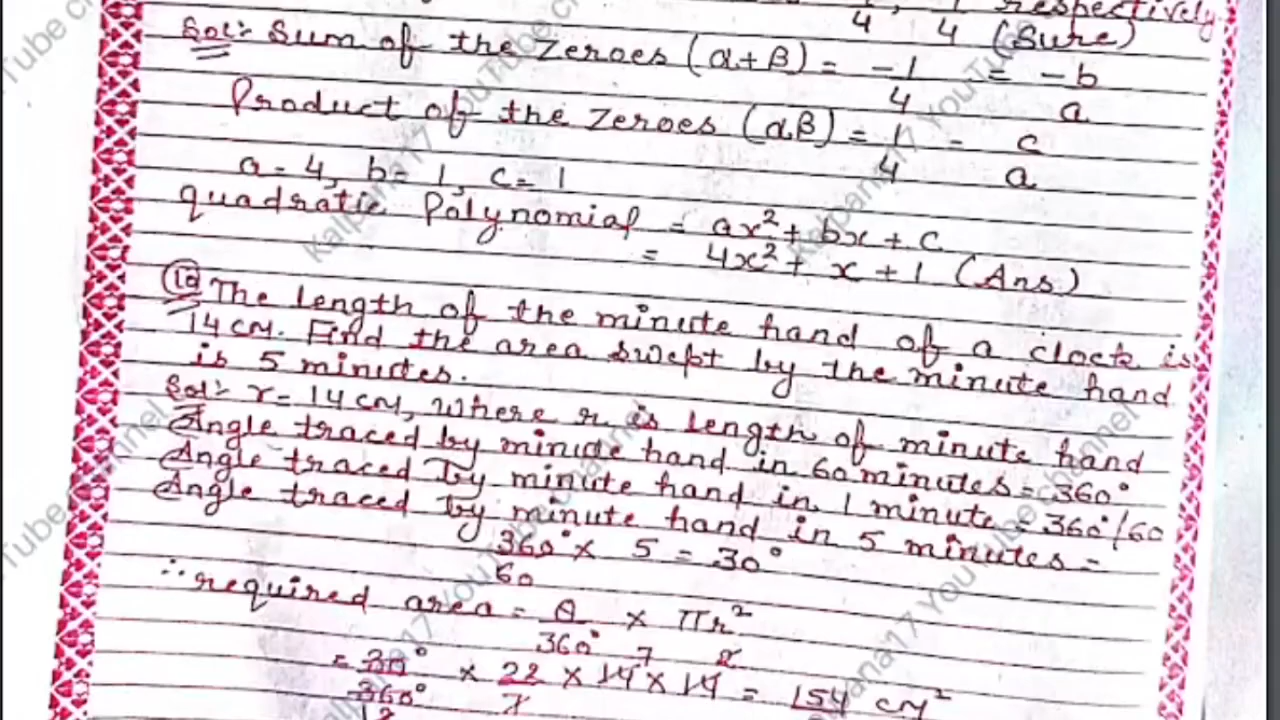 4, 4 respectively
(Sure)
Sol:- Sum of the zeroes (α+β) = -1/4 = -b/a
Product of the zeroes (αβ) = 1/4 = c/a
a = 4, b = 1, c = 1
quadratic Polynomial = ax² + bx + c
= 4x² + x + 1 (Ans)
The length of the minute hand of a clock is
14 cm. Find the area swept by the minute hand
is 5 minutes.
Sol:- r = 14 cm, where r is length of minute hand
Angle traced by minute hand in 60 minutes = 360°
Angle traced by minute hand in 1 minute = 360°/60
Angle traced by minute hand in 5 minutes =
360°/60 × 5 = 30°
∴ required area = θ/360° × πr²
= 30°/360° × 22/7 × 14 × 14 = 154 cm²